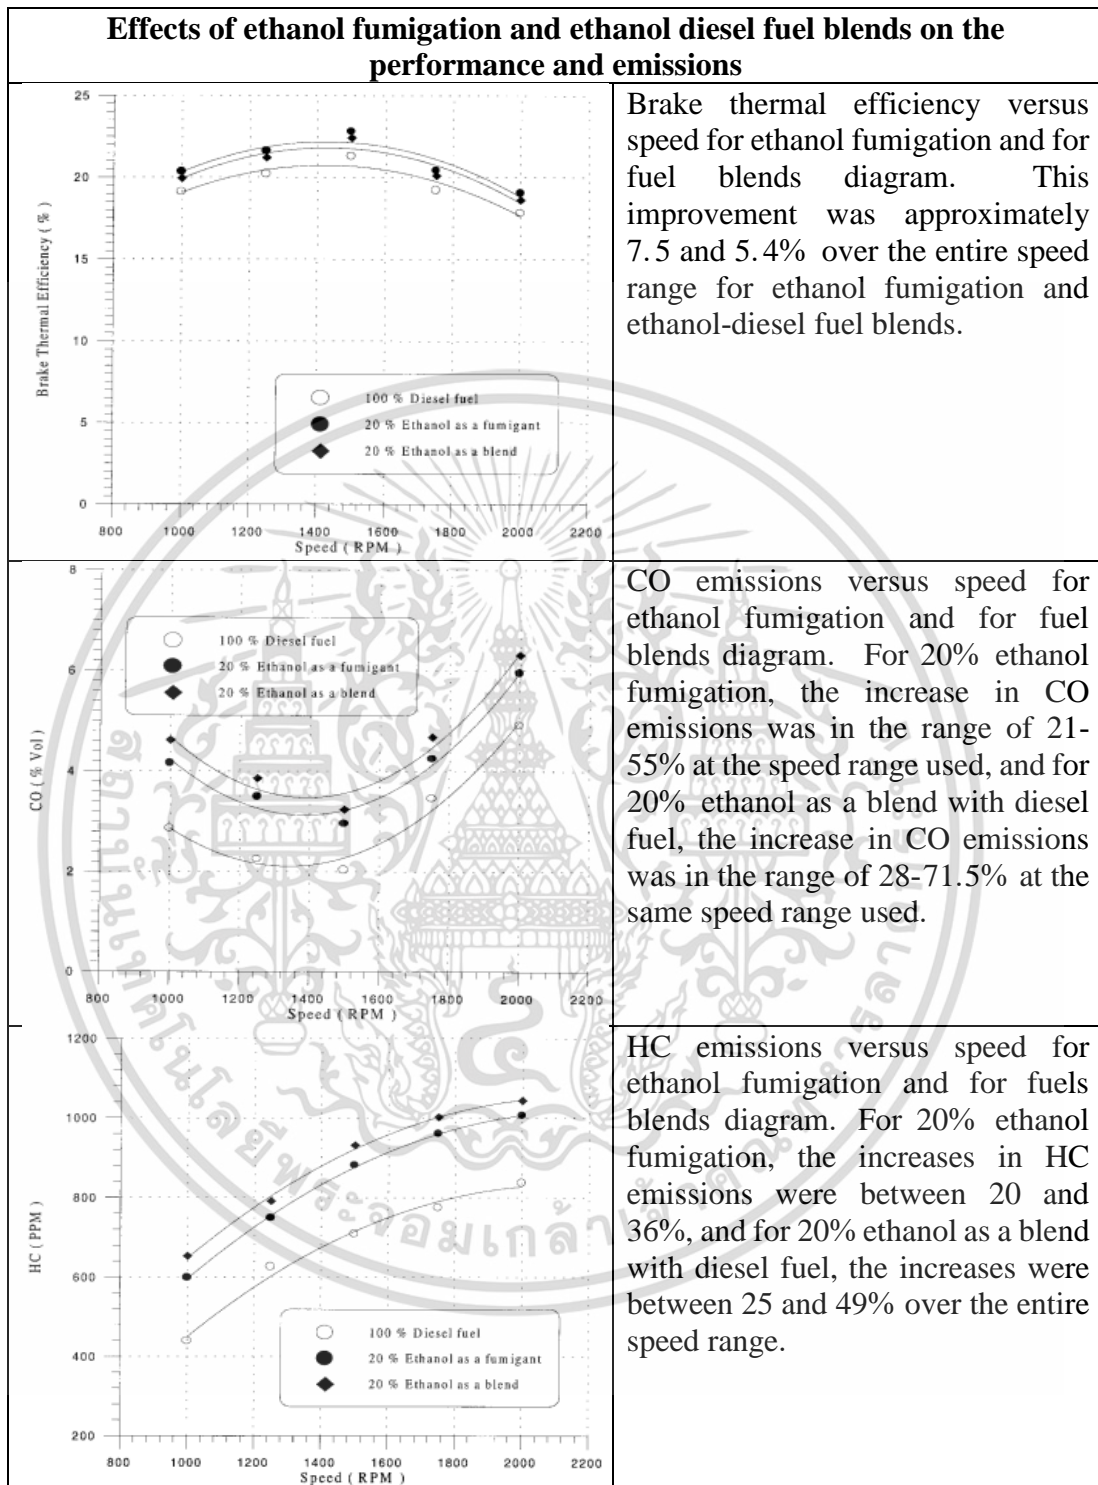 Effects of ethanol fumigation and ethanol diesel fuel blends on the
performance and emissions
25
20
15
10
5
0
Brake Thermal Efficiency ( % )
100 % Diesel fuel
20 % Ethanol as a fumigant
20 % Ethanol as a blend
800 1000 1200 1400 1600 1800 2000 2200
Speed ( RPM )
Brake thermal efficiency versus
speed for ethanol fumigation and for
fuel blends diagram. This
improvement was approximately
7.5 and 5.4% over the entire speed
range for ethanol fumigation and
ethanol-diesel fuel blends.
8
6
4
2
0
CO ( % Vol )
100 % Diesel fuel
20 % Ethanol as a fumigant
20 % Ethanol as a blend
800 1000 1200 1400 1600 1800 2000 2200
Speed ( RPM )
CO emissions versus speed for
ethanol fumigation and for fuel
blends diagram. For 20% ethanol
fumigation, the increase in CO
emissions was in the range of 21-
55% at the speed range used, and for
20% ethanol as a blend with diesel
fuel, the increase in CO emissions
was in the range of 28-71.5% at the
same speed range used.
1200
1000
800
600
400
200
HC ( PPM )
100 % Diesel fuel
20 % Ethanol as a fumigant
20 % Ethanol as a blend
800 1000 1200 1400 1600 1800 2000 2200
Speed ( RPM )
HC emissions versus speed for
ethanol fumigation and for fuels
blends diagram. For 20% ethanol
fumigation, the increases in HC
emissions were between 20 and
36%, and for 20% ethanol as a blend
with diesel fuel, the increases were
between 25 and 49% over the entire
speed range.